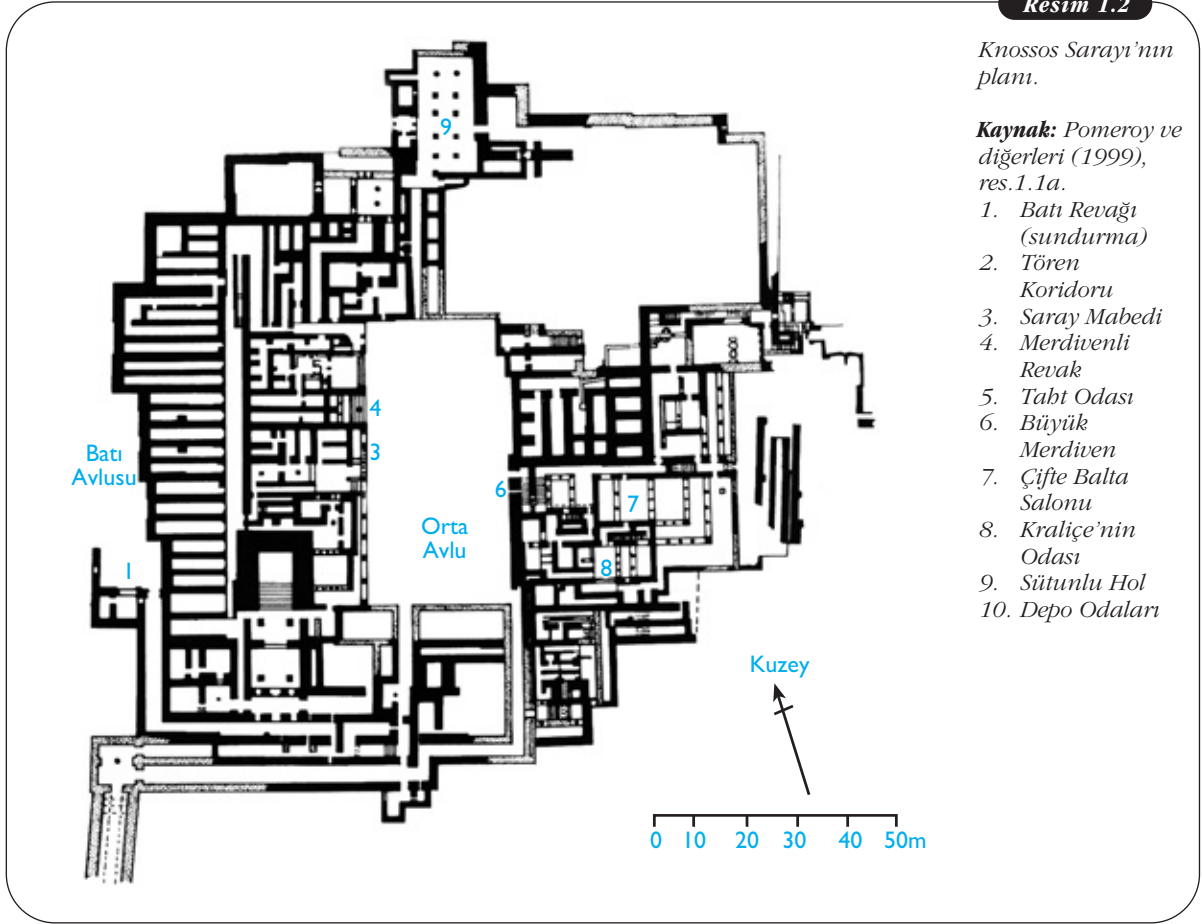 Resim 1.2
Knossos Sarayı'nın
planı.
Kaynak: Pomeroy ve
diğerleri (1999),
res.1.1a.
1. Batı Revağı
(sundurma)
2. Tören
Koridoru
3. Saray Mabedi
4. Merdivenli
Revak
5. Taht Odası
6. Büyük
Merdiven
7. Çifte Balta
Salonu
8. Kraliçe'nin
Odası
9. Sütunlu Hol
10. Depo Odaları
9
5
4
3
Batı
Avlusu
6
7
Orta
Avlu
8
1
Kuzey
0 10 20 30 40 50m